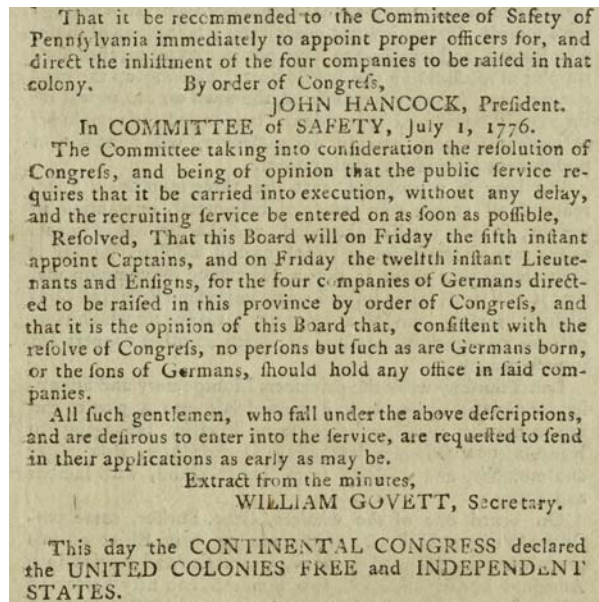 That it be recommended to the Committee of Safety of
Pennſylvania immediately to appoint proper officers for, and
direct the inliſtment of the four companies to be raiſed in that
colony. By order of Congreſs,
JOHN HANCOCK, Preſident.
In COMMITTEE of SAFETY, July 1, 1776.
The Committee taking into conſideration the reſolution of
Congreſs, and being of opinion that the public ſervice re-
quires that it be carried into execution, without any delay,
and the recruiting ſervice be entered on as ſoon as poſſible,
Reſolved, That this Board will on Friday the fifth inſtant
appoint Captains, and on Friday the twelfth inſtant Lieute-
nants and Enſigns, for the four companies of Germans direct-
ed to be raiſed in this province by order of Congreſs, and
that it is the opinion of this Board that, conſiſtent with the
reſolve of Congreſs, no perſons but ſuch as are Germans born,
or the ſons of Germans, ſhould hold any office in ſaid com-
panies.
All ſuch gentlemen, who fall under the above deſcriptions,
and are deſirous to enter into the ſervice, are requeſted to ſend
in their applications as early as may be.
Extract from the minutes,
WILLIAM GOVETT, Secretary.
This day the CONTINENTAL CONGRESS declared
the UNITED COLONIES FREE and INDEPENDENT
STATES.